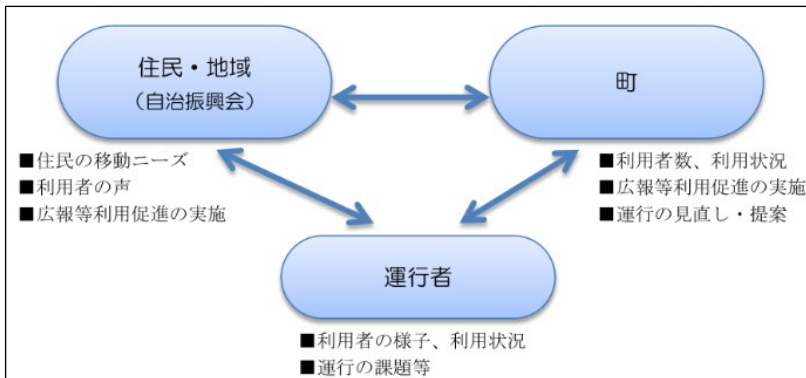 住民・地域
（自治振興会）
町
■住民の移動ニーズ
■利用者の声
■広報等利用促進の実施
■利用者数、利用状況
■広報等利用促進の実施
■運行の見直し・提案
運行者
■利用者の様子、利用状況
■運行の課題等